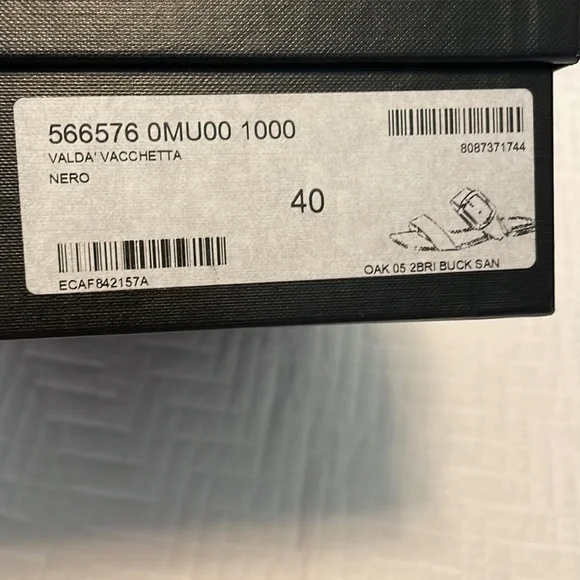 566576 0MU00 1000
VALDA' VACCHETTA
NERO
8087371744
40
ECAF842157A
OAK 05 2BRI BUCK SAN